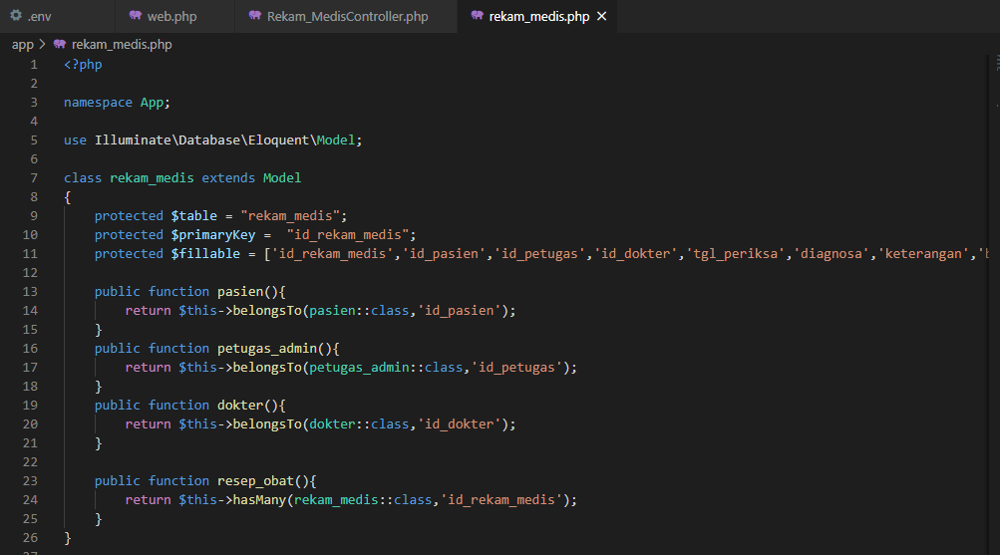 .env web.php Rekam_MedisController.php rekam_medis.php
app > rekam_medis.php
1 <?php
2
3 namespace App;
4
5 use Illuminate\Database\Eloquent\Model;
6
7 class rekam_medis extends Model
8 {
9 protected $table = "rekam_medis";
10 protected $primaryKey =  "id_rekam_medis";
11 protected $fillable = ['id_rekam_medis','id_pasien','id_petugas','id_dokter','tgl_periksa','diagnosa','keterangan','
12
13 public function pasien(){
14 return $this->belongsTo(pasien::class,'id_pasien');
15 }
16 public function petugas_admin(){
17 return $this->belongsTo(petugas_admin::class,'id_petugas');
18 }
19 public function dokter(){
20 return $this->belongsTo(dokter::class,'id_dokter');
21 }
22
23 public function resep_obat(){
24 return $this->hasMany(rekam_medis::class,'id_rekam_medis');
25 }
26 }